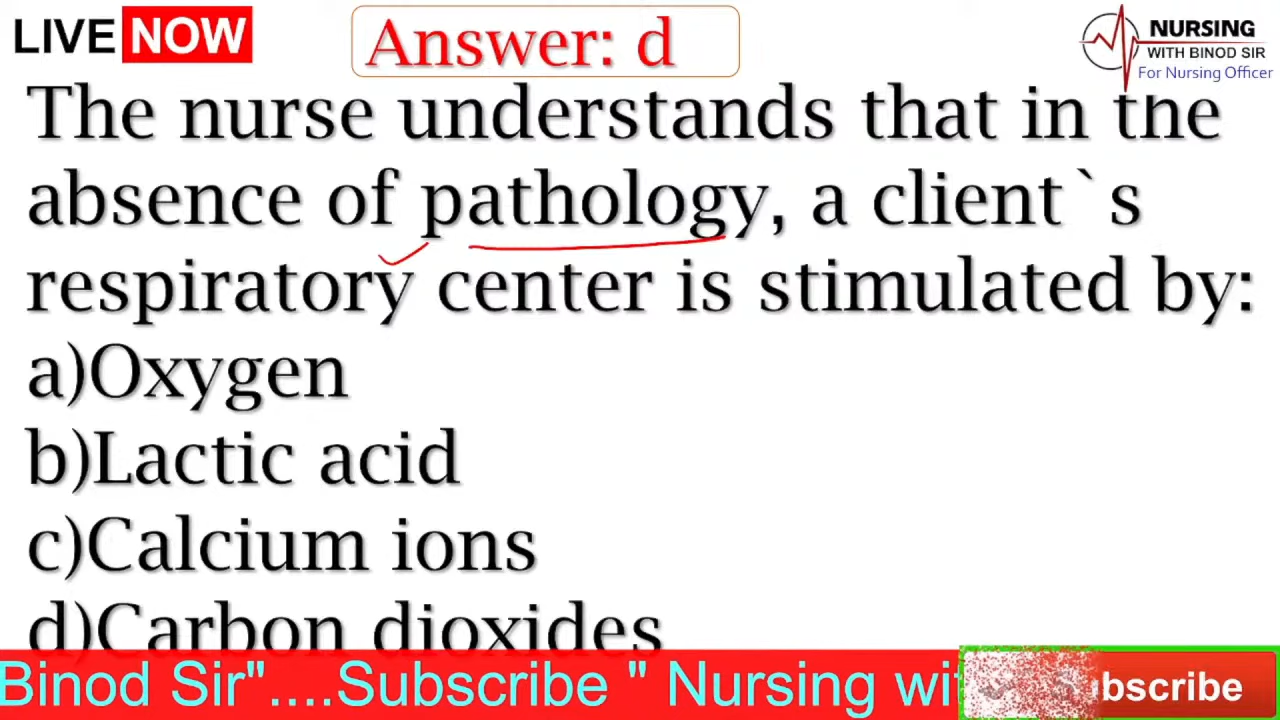 LIVE NOW
Answer: d
NURSING
WITH BINOD SIR
For Nursing Officer
The nurse understands that in the
absence of pathology, a client`s
respiratory center is stimulated by:
a)Oxygen
b)Lactic acid
c)Calcium ions
d)Carbon dioxides
Binod Sir"....Subscribe " Nursing wit
bscribe